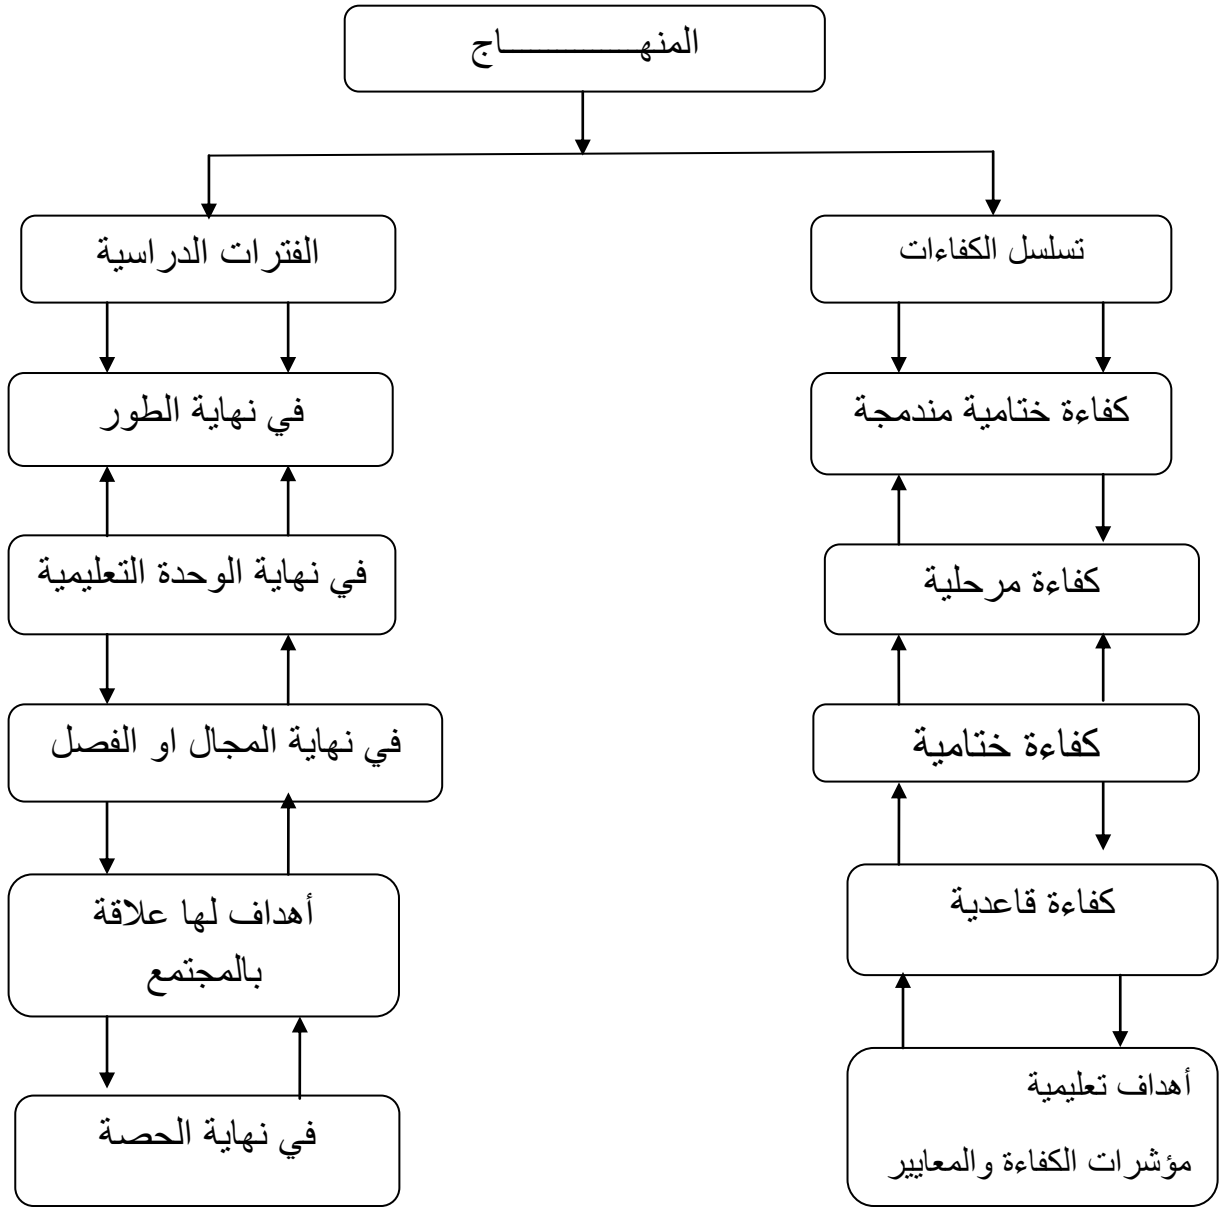 المنهــــــــــــــاج
تسلسل الكفاءات
الفترات الدراسية
كفاءة ختامية مندمجة
في نهاية الطور
كفاءة مرحلية
في نهاية الوحدة التعليمية
كفاءة ختامية
في نهاية المجال او الفصل
كفاءة قاعدية
أهداف لها علاقة
بالمجتمع
أهداف تعليمية
مؤشرات الكفاءة والمعايير
في نهاية الحصة